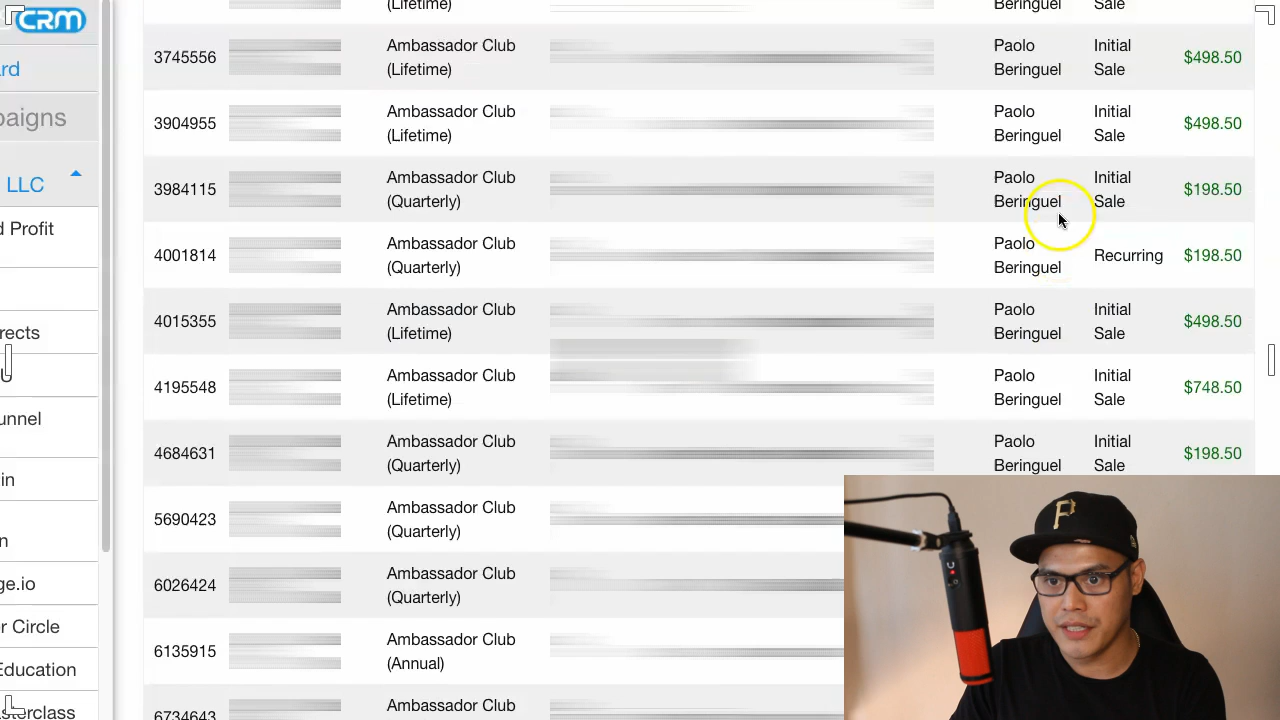 CRM
(Lifetime)
Beringuel
Sale
rd
3745556
Ambassador Club
(Lifetime)
Paolo
Beringuel
Initial
Sale
$498.50
paigns
3904955
Ambassador Club
(Lifetime)
Paolo
Beringuel
Initial
Sale
$498.50
LLC
3984115
Ambassador Club
(Quarterly)
Paolo
Beringuel
Initial
Sale
$198.50
d Profit
4001814
Ambassador Club
(Quarterly)
Paolo
Beringuel
Recurring
$198.50
rects
4015355
Ambassador Club
(Lifetime)
Paolo
Beringuel
Initial
Sale
$498.50
4195548
Ambassador Club
(Lifetime)
Paolo
Beringuel
Initial
Sale
$748.50
unnel
4684631
Ambassador Club
(Quarterly)
Paolo
Beringuel
Initial
Sale
$198.50
in
5690423
Ambassador Club
(Quarterly)
n
6026424
Ambassador Club
(Quarterly)
ge.io
r Circle
6135915
Ambassador Club
(Annual)
Education
6734643
Ambassador Club
sterclass
P